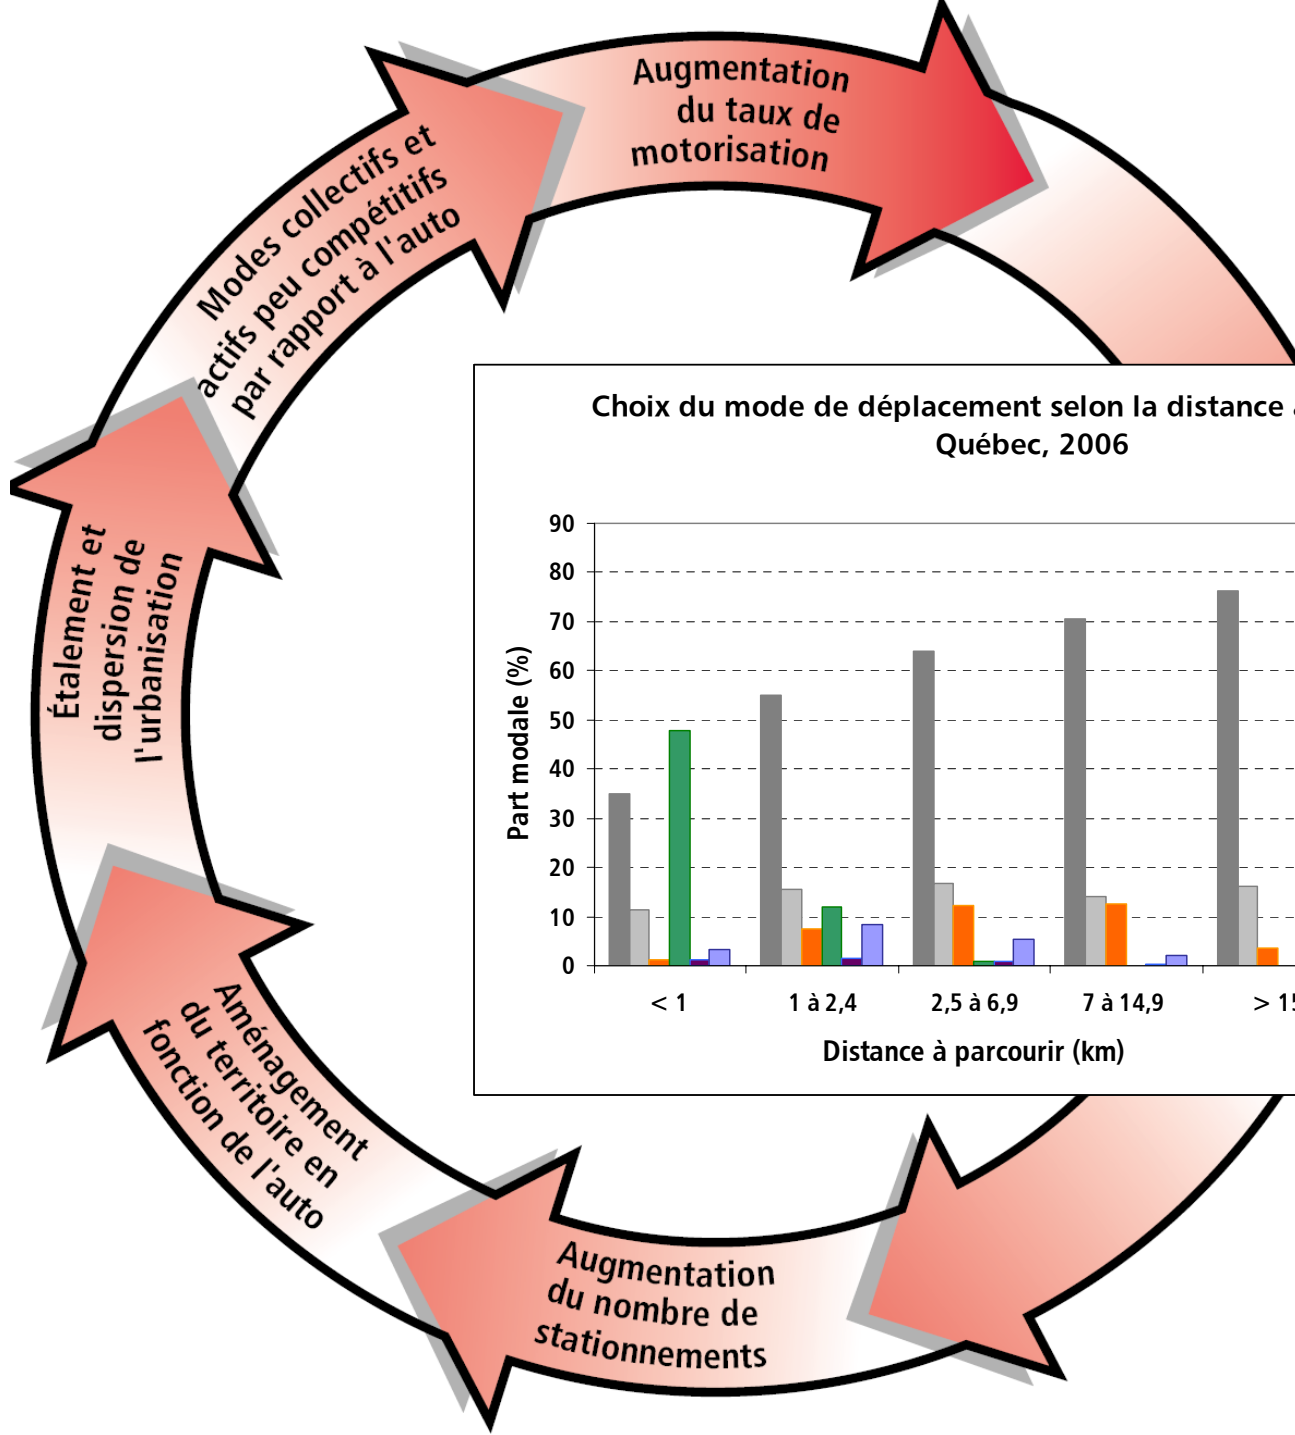 Augmentation
du taux de
motorisation
Modes collectifs et
actifs peu compétitifs
par rapport à l'auto
Étalement et
dispersion de
l'urbanisation
Aménagement
du territoire en
fonction de l'auto
Augmentation
du nombre de
stationnements
Choix du mode de déplacement selon la distance
Québec, 2006
Part modale (%)
90
80
70
60
50
40
30
20
10
0
< 1
1 à 2,4
2,5 à 6,9
7 à 14,9
> 15
Distance à parcourir (km)